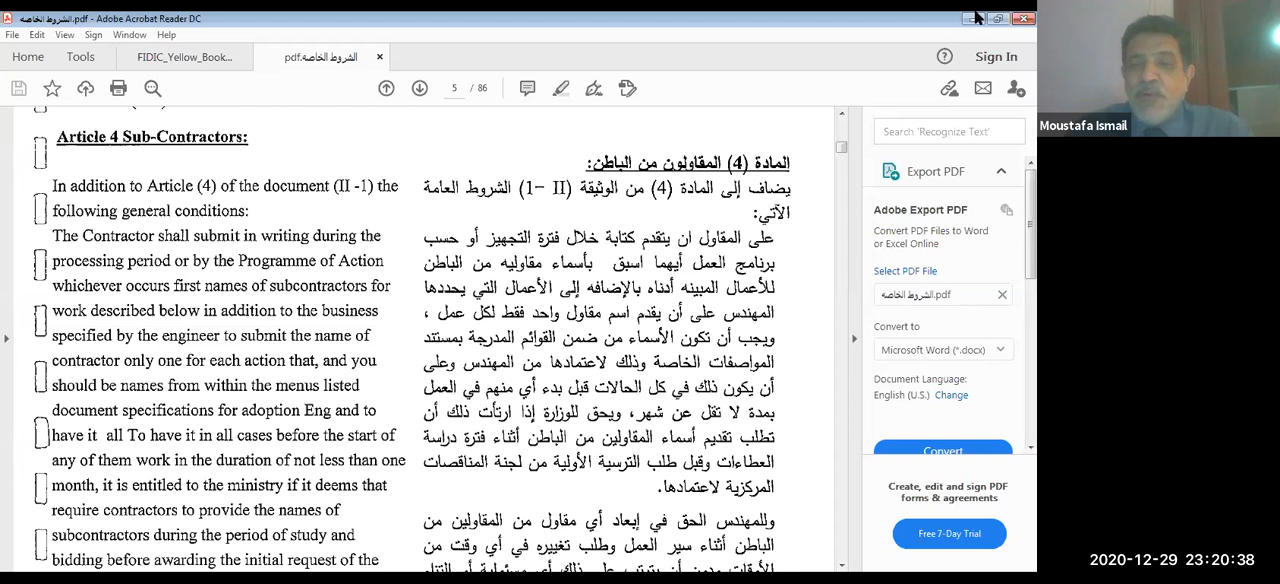 الشروط الخاصه.pdf - Adobe Acrobat Reader DC
File Edit View Sign Window Help
Home Tools FIDIC_Yellow_Book... الشروط الخاصه.pdf × Sign In
5 / 86
Article 4 Sub-Contractors:
In addition to Article (4) of the document (II -1) the
following general conditions:
The Contractor shall submit in writing during the
processing period or by the Programme of Action
whichever occurs first names of subcontractors for
work described below in addition to the business
specified by the engineer to submit the name of
contractor only one for each action that, and you
should be names from within the menus listed
document specifications for adoption Eng and to
have it all To have it in all cases before the start of
any of them work in the duration of not less than one
month, it is entitled to the ministry if it deems that
require contractors to provide the names of
subcontractors during the period of study and
bidding before awarding the initial request of the
المادة (4) المقاولون من الباطن:
يضاف إلى المادة (4) من الوثيقة (II –1) الشروط العامة
الآتي:
على المقاول ان يتقدم كتابة خلال فترة التجهيز أو حسب
برنامج العمل أيهما اسبق بأسماء مقاوليه من الباطن
للأعمال المبينه أدناه بالإضافه إلى الأعمال التي يحددها
المهندس على أن يقدم اسم مقاول واحد فقط لكل عمل ،
ويجب أن تكون الأسماء من ضمن القوائم المدرجة بمستند
المواصفات الخاصة وذلك لاعتمادها من المهندس وعلى
أن يكون ذلك في كل الحالات قبل بدء أي منهم في العمل
بمدة لا تقل عن شهر، ويحق للوزارة إذا ارتأت ذلك أن
تطلب تقديم أسماء المقاولين من الباطن أثناء فترة دراسة
العطاءات وقبل طلب الترسية الأولية من لجنة المناقصات
المركزية لاعتمادها.
وللمهندس الحق في إبعاد أي مقاول من المقاولين من
الباطن أثناء سير العمل وطلب تغييره في أي وقت من
Search 'Recognize Text'
Export PDF
Adobe Export PDF
Convert PDF Files to Word
or Excel Online
Select PDF File
الشروط الخاصه.pdf
Convert to
Microsoft Word (*.docx)
Document Language:
English (U.S.) Change
Convert
Create, edit and sign PDF
forms & agreements
Free 7-Day Trial
Moustafa Ismail
2020-12-29 23:20:38